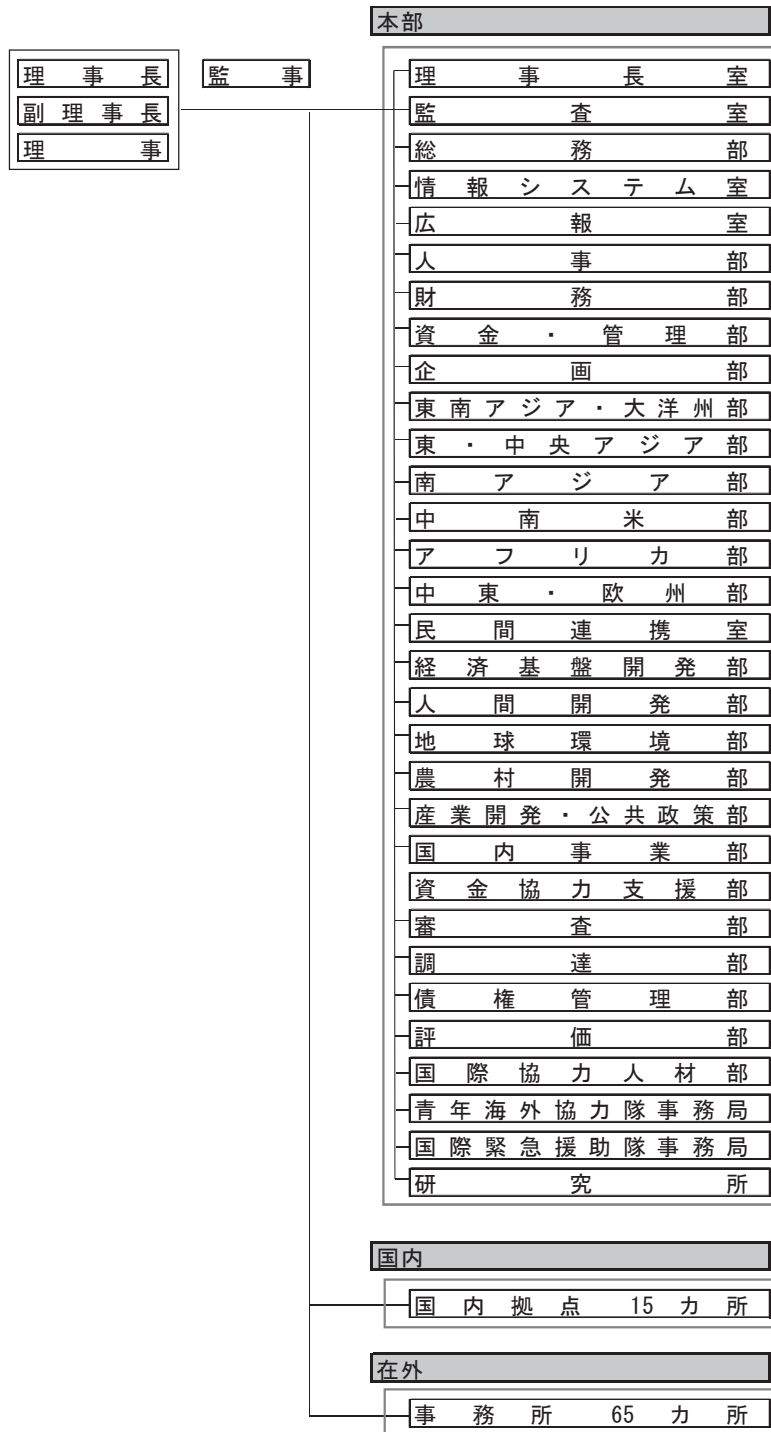 本部
理事長
監事
副理事長
理事
理事長室
監査室
総務部
情報システム室
広報室
人事部
財務部
資金・管理部
企画部
東南アジア・大洋州部
東・中央アジア部
南アジア部
中南米部
アフリカ部
中東・欧州部
民間連携室
経済基盤開発部
人間開発部
地球環境部
農村開発部
産業開発・公共政策部
国内事業部
資金協力支援部
審査部
調達部
債権管理部
評価部
国際協力人材部
青年海外協力隊事務局
国際緊急援助隊事務局
研究所
国内
国内拠点 15カ所
在外
事務所 65カ所